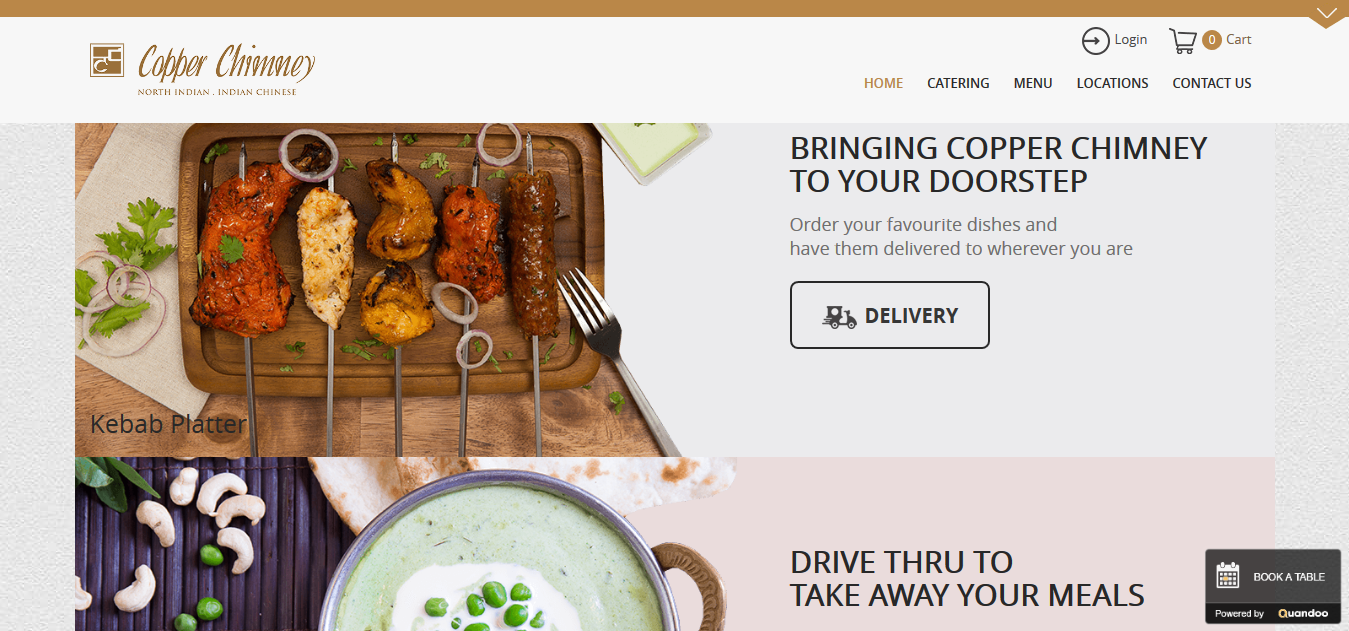 Login
0
Cart
Copper Chimney
NORTH INDIAN . INDIAN CHINESE
HOME
CATERING
MENU
LOCATIONS
CONTACT US
BRINGING COPPER CHIMNEY
TO YOUR DOORSTEP
Order your favourite dishes and
have them delivered to wherever you are
DELIVERY
Kebab Platter
DRIVE THRU TO
TAKE AWAY YOUR MEALS
BOOK A TABLE
Powered by Quandoo